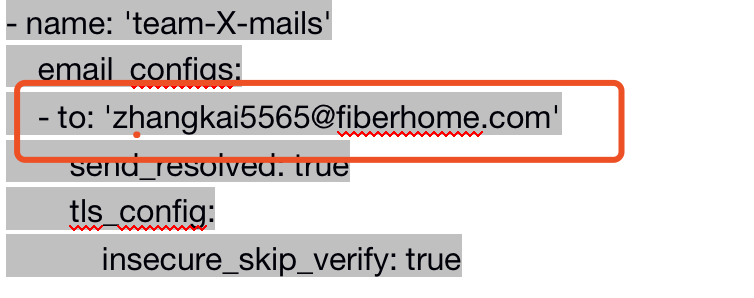 - name: 'team-X-mails'
email_configs:
- to: 'zhangkai5565@fiberhome.com'
send_resolved: true
tls_config:
insecure_skip_verify: true